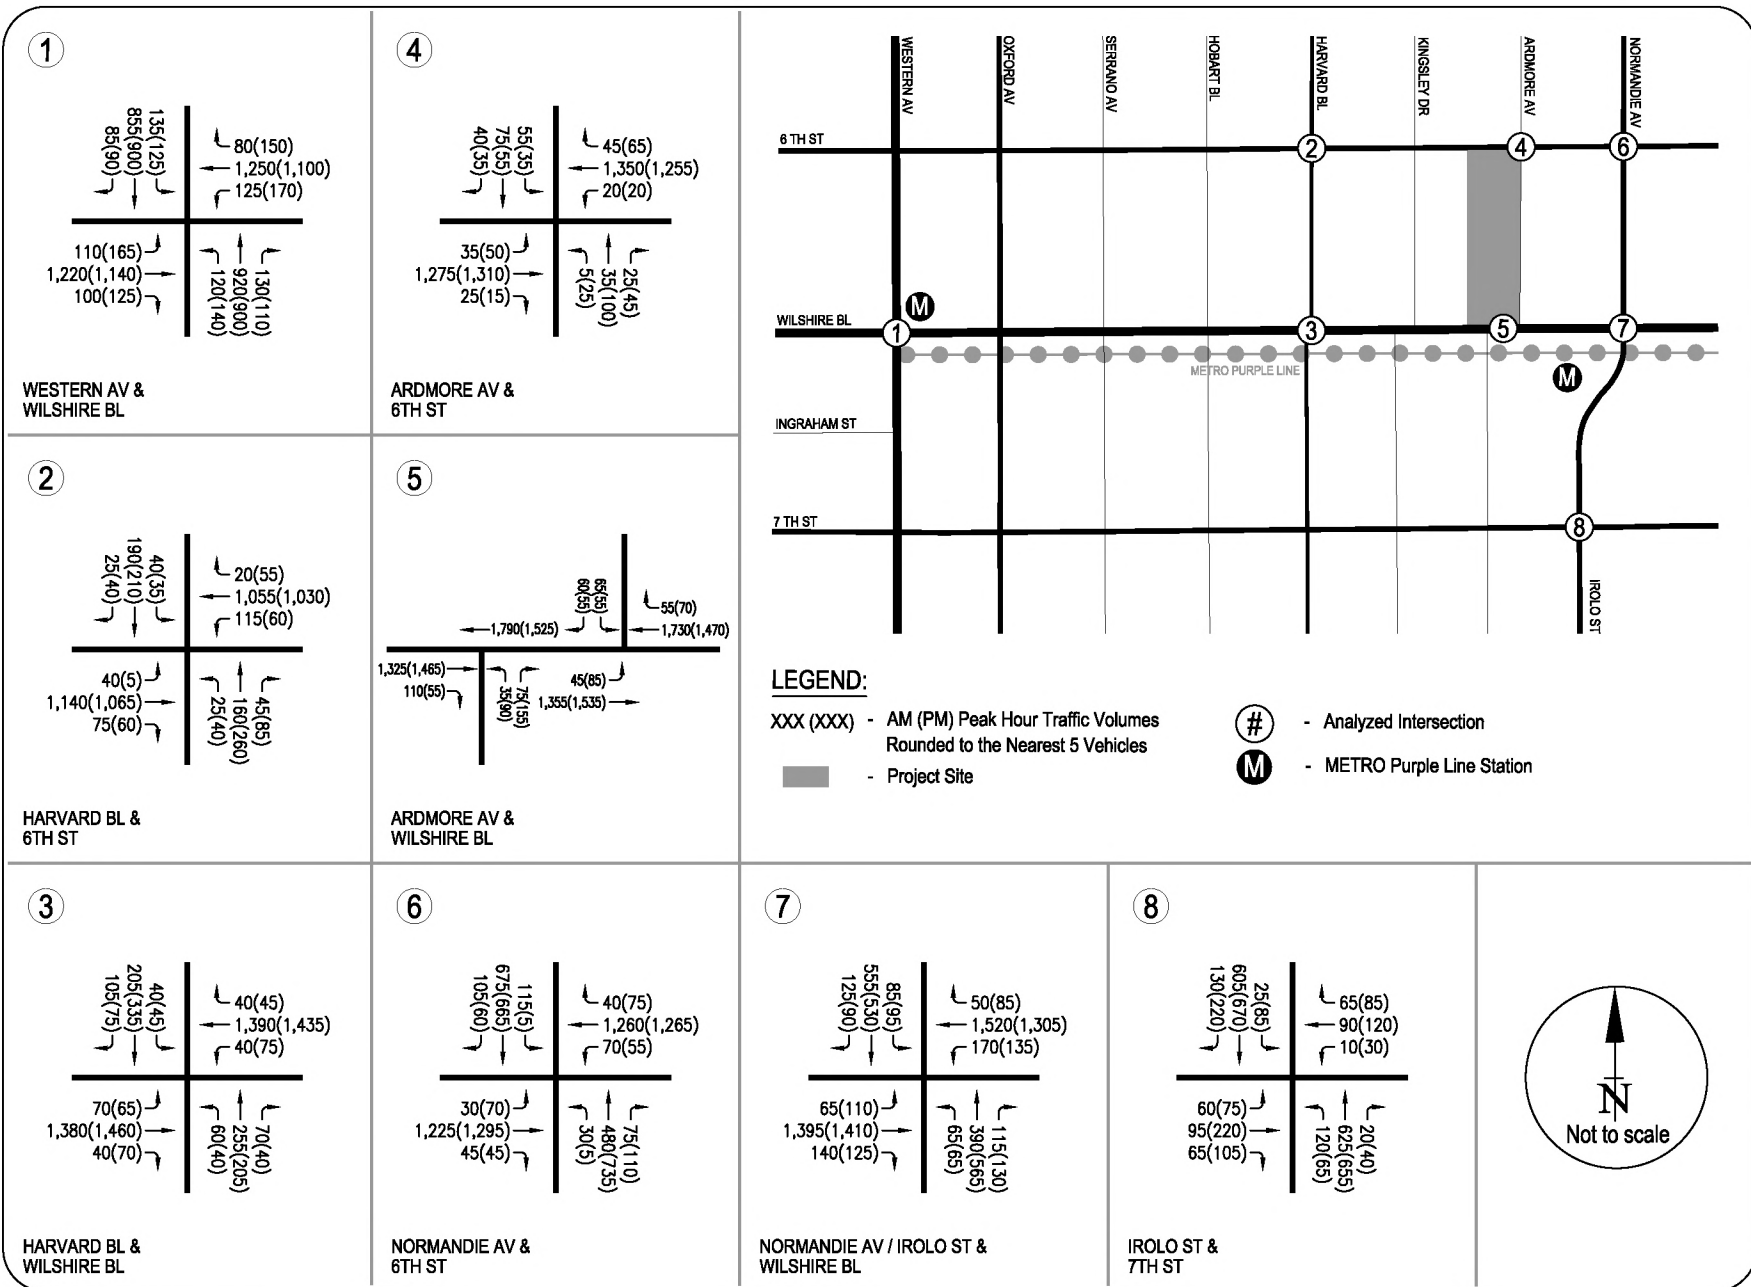 1
135(125)
855(900)
85(90)
80(150)
1,250(1,100)
125(170)
110(165)
1,220(1,140)
100(125)
120(140)
920(900)
130(110)
WESTERN AV &
WILSHIRE BL
4
55(35)
75(55)
40(35)
45(65)
1,350(1,255)
20(20)
35(50)
1,275(1,310)
25(15)
5(25)
35(100)
25(45)
ARDMORE AV &
6TH ST
WESTERN AV
OXFORD AV
SERRANO AV
HOBART BL
HARVARD BL
KINGSLEY DR
ARDMORE AV
NORMANDIE AV
6 TH ST
2
4
6
M
WILSHIRE BL
1
3
5
7
METRO PURPLE LINE
M
INGRAHAM ST
7 TH ST
8
IROLO ST
LEGEND:
XXX (XXX) - AM (PM) Peak Hour Traffic Volumes
Rounded to the Nearest 5 Vehicles
- Project Site
# - Analyzed Intersection
M - METRO Purple Line Station
2
40(35)
190(210)
25(40)
20(55)
1,055(1,030)
115(60)
40(5)
1,140(1,065)
75(60)
25(40)
160(260)
45(85)
HARVARD BL &
6TH ST
5
65(55)
60(55)
55(70)
1,790(1,525)
1,730(1,470)
1,325(1,465)
110(55)
35(90)
75(155)
45(85)
1,355(1,535)
ARDMORE AV &
WILSHIRE BL
3
40(45)
205(335)
105(75)
40(45)
1,390(1,435)
40(75)
70(65)
1,380(1,460)
40(70)
60(40)
255(205)
70(40)
HARVARD BL &
WILSHIRE BL
6
115(5)
675(665)
105(60)
40(75)
1,260(1,265)
70(55)
30(70)
1,225(1,295)
45(45)
30(5)
480(735)
75(110)
NORMANDIE AV &
6TH ST
7
85(95)
555(530)
125(90)
50(85)
1,520(1,305)
170(135)
65(110)
1,395(1,410)
140(125)
65(65)
390(565)
115(130)
NORMANDIE AV / IROLO ST &
WILSHIRE BL
8
25(85)
605(670)
130(220)
65(85)
90(120)
10(30)
60(75)
95(220)
65(105)
120(65)
625(655)
20(40)
IROLO ST &
7TH ST
N
Not to scale